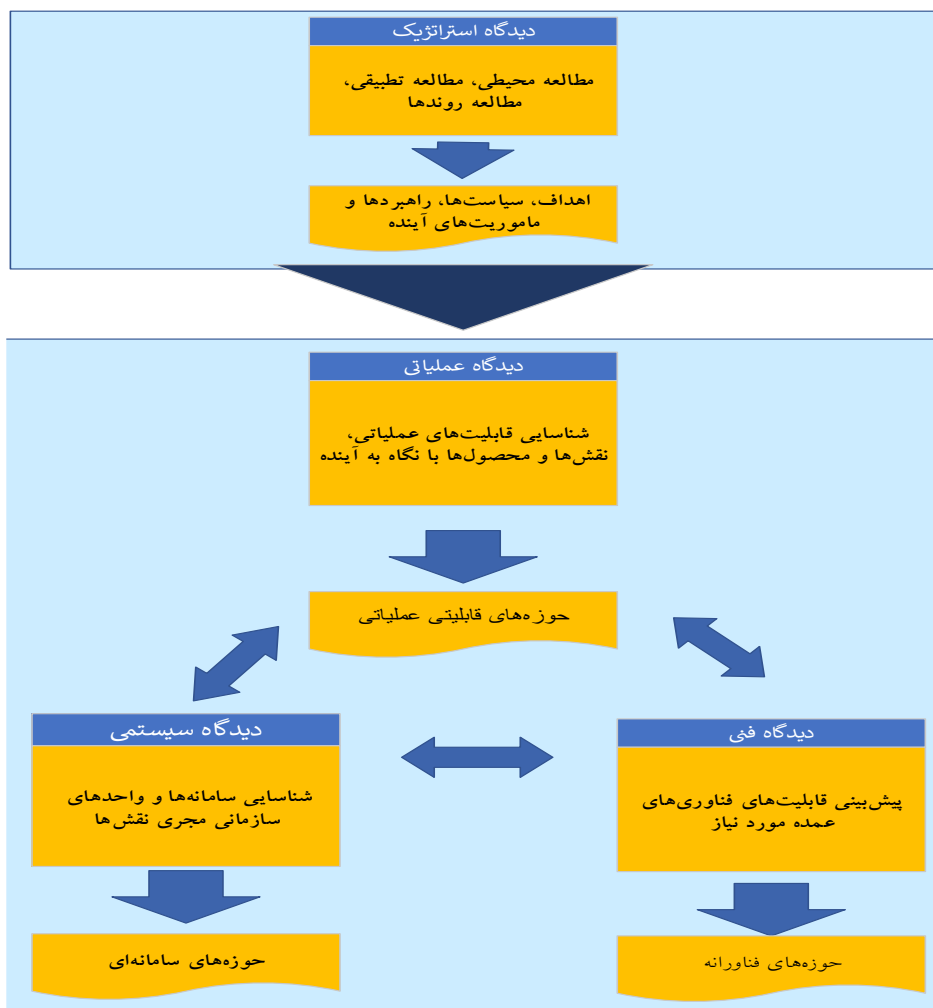 دیدگاه استراتژیک
مطالعه محیطی، مطالعه تطبیقی،
مطالعه روندها
اهداف، سیاست‌ها، راهبردها و
ماموریت‌های آینده
دیدگاه عملیاتی
شناسایی قابلیت‌های عملیاتی،
نقش‌ها و محصول‌ها با نگاه به آینده
حوزه‌های قابلیتی عملیاتی
دیدگاه فنی
پیش‌بینی قابلیت‌های فناوری‌های
عمده مورد نیاز
حوزه‌های فناورانه
دیدگاه سیستمی
شناسایی سامانه‌ها و واحدهای
سازمانی مجری نقش‌ها
حوزه‌های سامانه‌ای